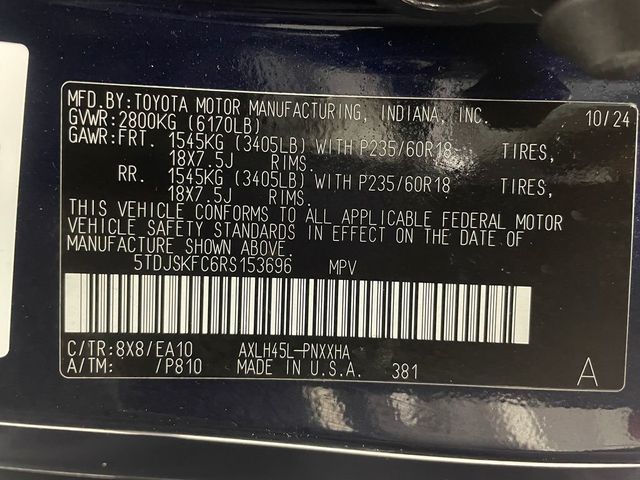 MFD.BY:TOYOTA MOTOR MANUFACTURING, INDIANA, INC. 10/24
GVWR:2800KG (6170LB)
GAWR:FRT. 1545KG (3405LB) WITH P235/60R18 TIRES,
18X7.5J RIMS.
RR. 1545KG (3405LB) WITH P235/60R18 TIRES,
18X7.5J RIMS.
THIS VEHICLE CONFORMS TO ALL APPLICABLE FEDERAL MOTOR
VEHICLE SAFETY STANDARDS IN EFFECT ON THE DATE OF
MANUFACTURE SHOWN ABOVE.
5TDJSKFC6RS153696 MPV
C/TR:8X8/EA10 AXLH45L-PNXXHA
A/TM: /P810 MADE IN U.S.A. 381 A